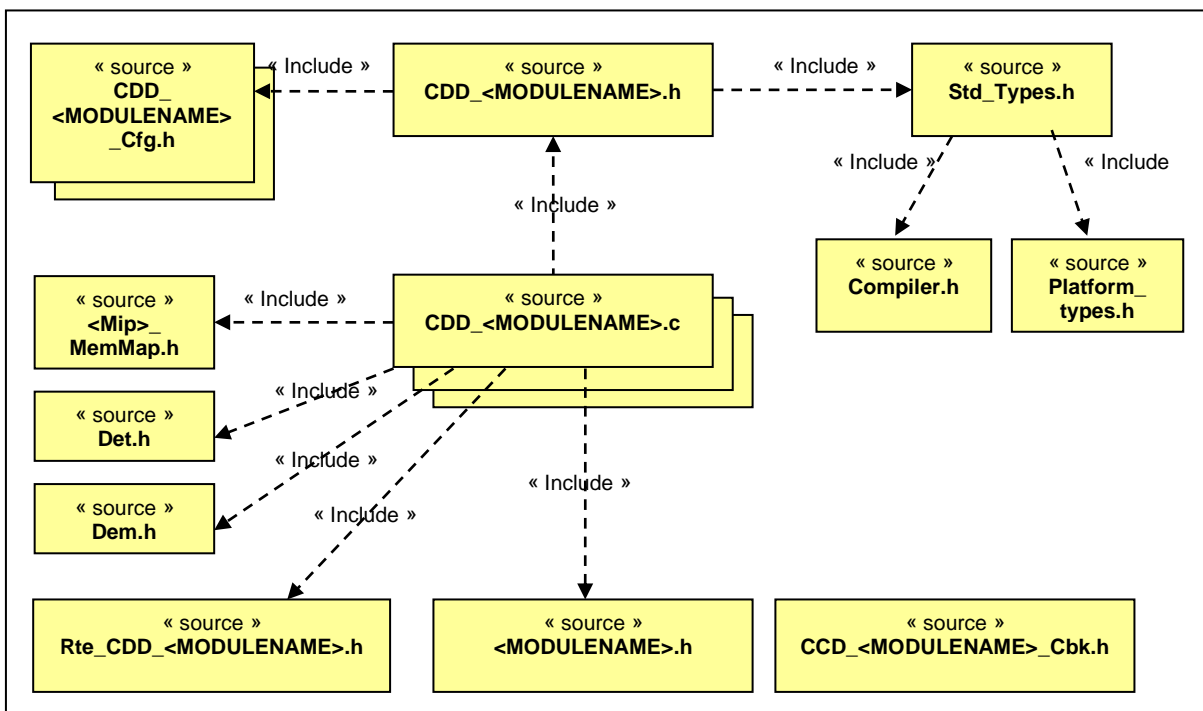 « source »
CDD_
<MODULENAME>
_Cfg.h
« Include »
« source »
CDD_<MODULENAME>.h
« Include »
« source »
Std_Types.h
« Include »
« Include
« Include »
« source »
Compiler.h
« source »
Platform_
types.h
« source »
<Mip>_
MemMap.h
« Include »
« source »
CDD_<MODULENAME>.c
« source »
Det.h
« Include »
« Include »
« Include »
« Include »
« source »
Dem.h
« source »
Rte_CDD_<MODULENAME>.h
« source »
<MODULENAME>.h
« source »
CCD_<MODULENAME>_Cbk.h